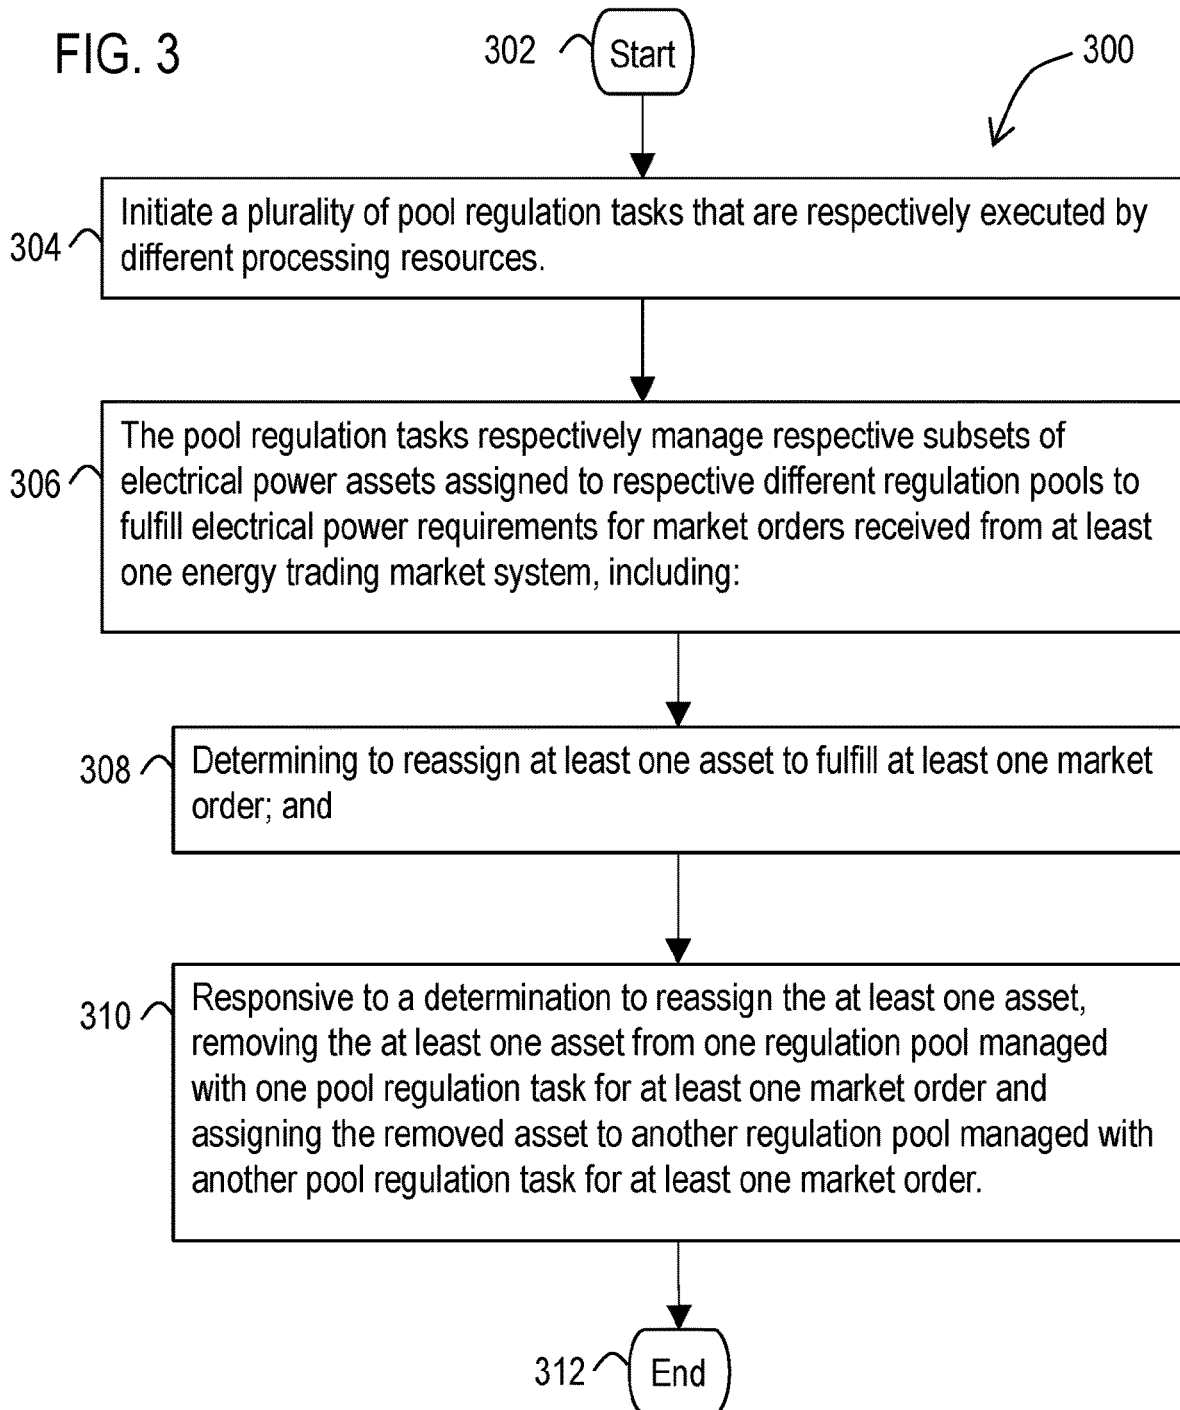 FIG. 3
302
Start
300
304
Initiate a plurality of pool regulation tasks that are respectively executed by
different processing resources.
306
The pool regulation tasks respectively manage respective subsets of
electrical power assets assigned to respective different regulation pools to
fulfill electrical power requirements for market orders received from at least
one energy trading market system, including:
308
Determining to reassign at least one asset to fulfill at least one market
order; and
310
Responsive to a determination to reassign the at least one asset,
removing the at least one asset from one regulation pool managed
with one pool regulation task for at least one market order and
assigning the removed asset to another regulation pool managed with
another pool regulation task for at least one market order.
312
End